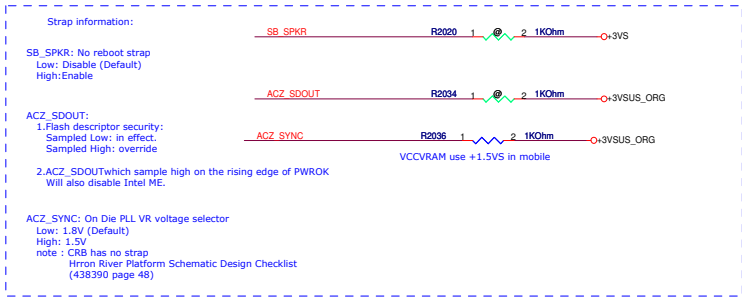 Strap information:
SB_SPKR R2020 1 @ 2 1KOhm +3VS
SB_SPKR: No reboot strap
Low: Disable (Default)
High:Enable
ACZ_SDOUT R2034 1 @ 2 1KOhm +3VSUS_ORG
ACZ_SDOUT:
1.Flash descriptor security:
Sampled Low: in effect.
Sampled High: override
ACZ_SYNC R2036 1 2 1KOhm +3VSUS_ORG
VCCVRAM use +1.5VS in mobile
2.ACZ_SDOUTwhich sample high on the rising edge of PWROK
Will also disable Intel ME.
ACZ_SYNC: On Die PLL VR voltage selector
Low: 1.8V (Default)
High: 1.5V
note : CRB has no strap
Hrron River Platform Schematic Design Checklist
(438390 page 48)